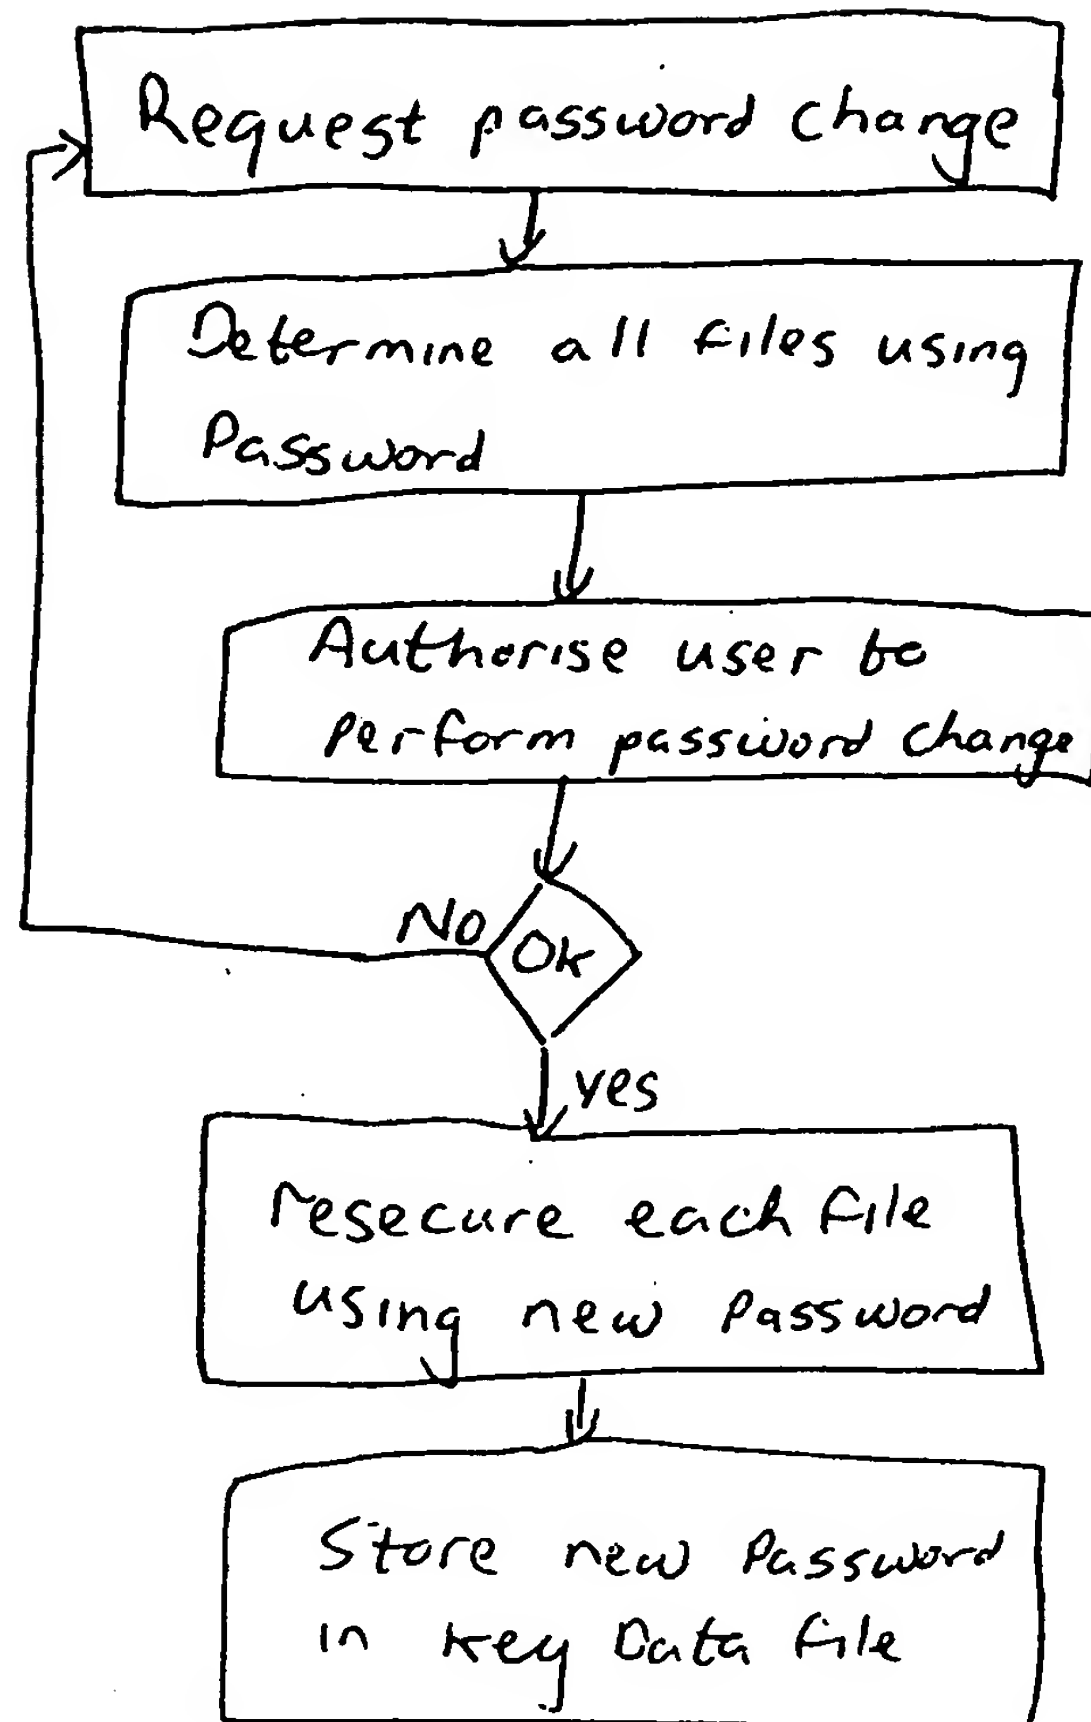 Request password change
Determine all files using
Password
Authorise user to
perform password change
No
Ok
yes
resecure each file
using new Password
Store new Password
in Key Data file